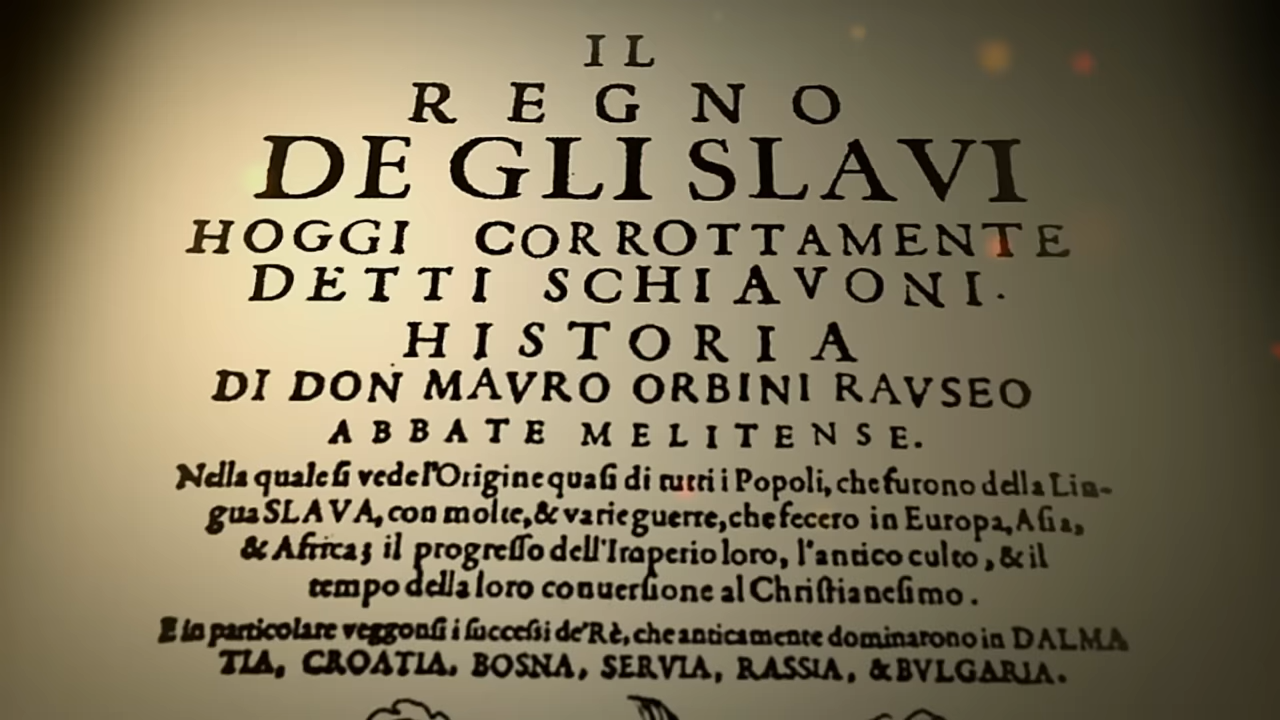 IL
REGNO
DE GLI SLAVI
HOGGI CORROTTAMENTE
DETTI SCHIAVONI.
HISTORIA
DI DON MAVRO ORBINI RAVSEO
ABBATE MELITENSE.
Nella quale ſi vede l'Origine quaſi di tutti i Popoli, che furono della Lin-
gua SLAVA, con molte, & varie guerre, che fecero in Europa, Aſia,
& Africa; il progreſſo dell'Imperio loro, l'antico culto, & il
tempo della loro conuerſione al Chriſtianeſimo.
E in particolare veggonſi i ſucceſſi de'Rè, che anticamente dominarono in DALMA
TIA, CROATIA, BOSNA, SERVIA, RASSIA, & BVLGARIA.